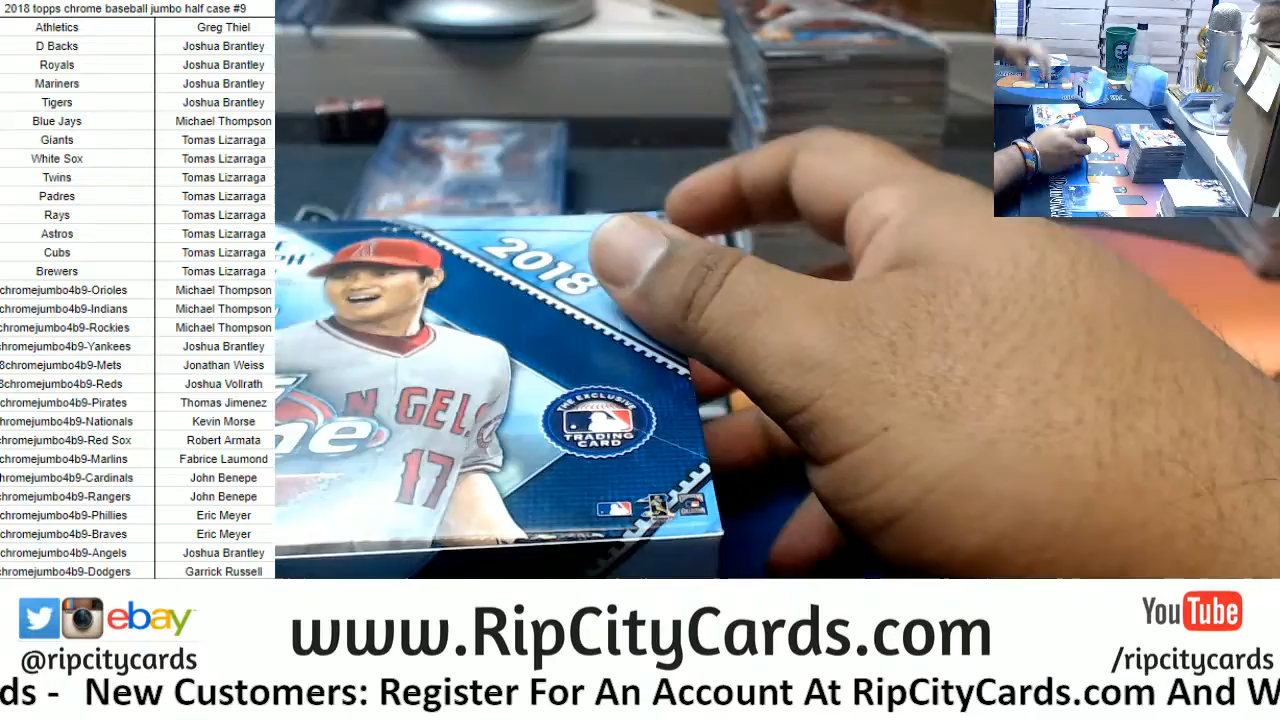 2018 topps chrome baseball jumbo half case #9
Athletics Greg Thiel
D Backs Joshua Brantley
Royals Joshua Brantley
Mariners Joshua Brantley
Tigers Joshua Brantley
Blue Jays Michael Thompson
Giants Tomas Lizarraga
White Sox Tomas Lizarraga
Twins Tomas Lizarraga
Padres Tomas Lizarraga
Rays Tomas Lizarraga
Astros Tomas Lizarraga
Cubs Tomas Lizarraga
Brewers Tomas Lizarraga
chromejumbo4b9-Orioles Michael Thompson
chromejumbo4b9-Indians Michael Thompson
chromejumbo4b9-Rockies Michael Thompson
chromejumbo4b9-Yankees Joshua Brantley
8chromejumbo4b9-Mets Jonathan Weiss
8chromejumbo4b9-Reds Joshua Vollrath
chromejumbo4b9-Pirates Thomas Jimenez
chromejumbo4b9-Nationals Kevin Morse
chromejumbo4b9-Red Sox Robert Armata
chromejumbo4b9-Marlins Fabrice Laumond
chromejumbo4b9-Cardinals John Benepe
chromejumbo4b9-Rangers John Benepe
chromejumbo4b9-Phillies Eric Meyer
chromejumbo4b9-Braves Eric Meyer
chromejumbo4b9-Angels Joshua Brantley
chromejumbo4b9-Dodgers Garrick Russell
2018
NGEL
17
me
THE EXCLUSIVE
TRADING
CARD
ebay
@ripcitycards
www.RipCityCards.com
YouTube
/ripcitycards
ds - New Customers: Register For An Account At RipCityCards.com And W